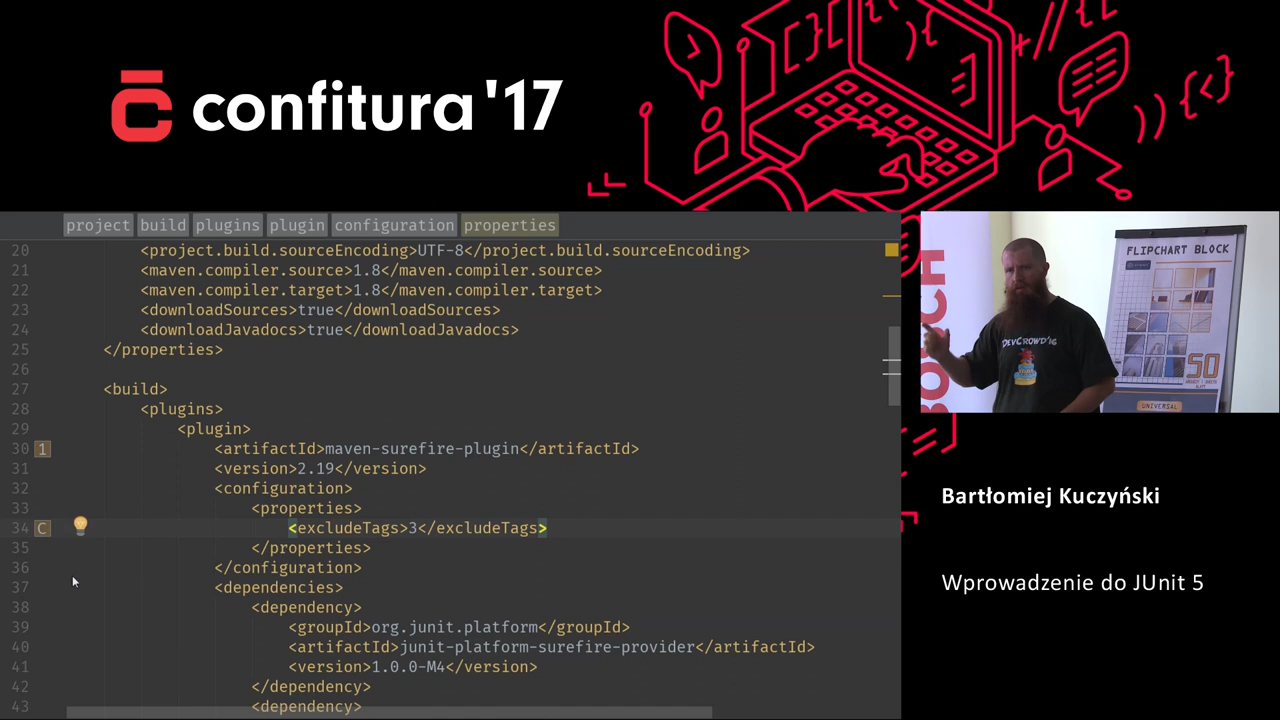 confitura '17
project build plugins plugin configuration properties
20 <project.build.sourceEncoding>UTF-8</project.build.sourceEncoding>
21 <maven.compiler.source>1.8</maven.compiler.source>
22 <maven.compiler.target>1.8</maven.compiler.target>
23 <downloadSources>true</downloadSources>
24 <downloadJavadocs>true</downloadJavadocs>
25 </properties>
26
27 <build>
28 <plugins>
29 <plugin>
30 1 <artifactId>maven-surefire-plugin</artifactId>
31 <version>2.19</version>
32 <configuration>
33 <properties>
34 C <excludeTags>3</excludeTags>
35 </properties>
36 </configuration>
37 <dependencies>
38 <dependency>
39 <groupId>org.junit.platform</groupId>
40 <artifactId>junit-platform-surefire-provider</artifactId>
41 <version>1.0.0-M4</version>
42 </dependency>
43 <dependency>
FLIPCHART BLOCK
DEVCROWD'16
50
UNIVERSAL
Bartłomiej Kuczyński
Wprowadzenie do JUnit 5